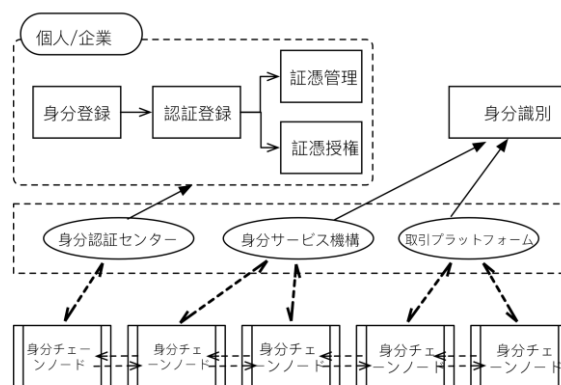 個人/企業
身分登録
認証登録
証憑管理
証憑授権
身分識別
身分認証センター
身分サービス機構
取引プラットフォーム
身分チェー
ンノード
身分チェ
ーンノード
身分チェ
ーンノード
身分チェ
ーンノード
身分チェ
ーンノード